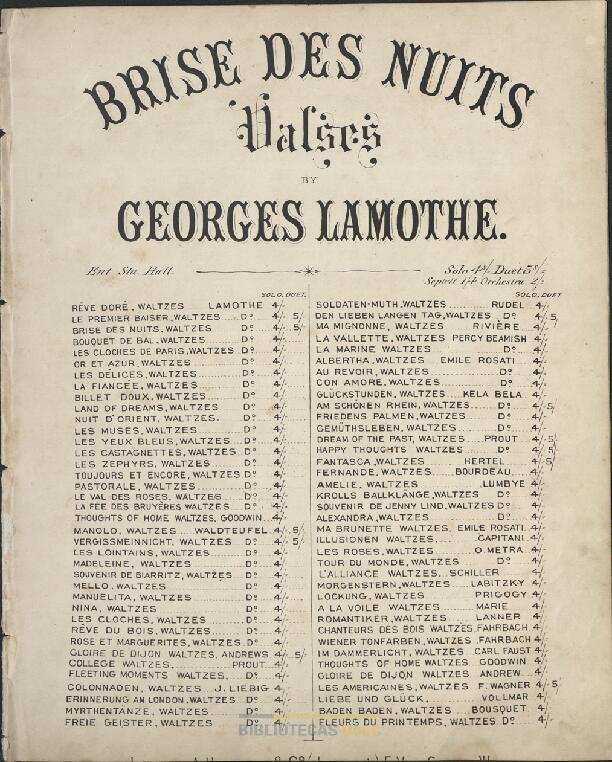 BRISE DES NUITS
Valses
BY
GEORGES LAMOTHE.
Ent. Sta. Hall.
Solo 4/ Duet 5/
Septett 1/4 Orchestra 2/
SOLO. DUET.
RÊVE DORÉ, WALTZES LAMOTHE 4/
LE PREMIER BAISER, WALTZES Do. 4/ 5/
BRISE DES NUITS, WALTZES Do. 4/ 5/
BOUQUET DE BAL, WALTZES Do. 4/
LES CLOCHES DE PARIS, WALTZES Do. 4/
OR ET AZUR, WALTZES Do. 4/
LES DÉLICES, WALTZES Do. 4/
LA FIANCÉE, WALTZES Do. 4/
BILLET DOUX, WALTZES Do. 4/
LAND OF DREAMS, WALTZES Do. 4/
NUIT D'ORIENT, WALTZES. Do. 4/
LES MUSES, WALTZES Do. 4/
LES YEUX BLEUS, WALTZES Do. 4/
LES CASTAGNETTES, WALTZES Do. 4/
LES ZEPHYRS, WALTZES Do. 4/
TOUJOURS ET ENCORE, WALTZES Do. 4/
PASTORALE, WALTZES Do. 4/
LE VAL DES ROSES, WALTZES Do. 4/
LA FÉE DES BRUYÈRES WALTZES Do. 4/
THOUGHTS OF HOME WALTZES, GOODWIN 4/
MANOLO, WALTZES WALDTEUFEL 4/ 5/
VERGISSMEINNICHT, WALTZES Do. 4/ 5/
LES LOINTAINS, WALTZES Do. 4/
MADELEINE, WALTZES Do. 4/
SOUVENIR DE BIARRITZ, WALTZES Do. 4/
MELLO, WALTZES Do. 4/
MANUELITA, WALTZES Do. 4/
NINA, WALTZES Do. 4/
LES CLOCHES, WALTZES Do. 4/
RÊVE DU BOIS, WALTZES Do. 4/
ROSE ET MARGUERITES, WALTZES Do. 4/
GLOIRE DE DIJON WALTZES, ANDREWS 4/ 5/
COLLEGE WALTZES, PROUT 4/
FLEETING MOMENTS WALTZES, Do. 4/
COLONNADEN, WALTZES J. LIEBIG 4/
ERINNERUNG AN LONDON, WALTZES Do. 4/
MYRTHENTÄNZE, WALTZES Do. 4/
FREIE GEISTER, WALTZES Do. 4/
SOLO. DUET
SOLDATEN-MUTH, WALTZES RUDEL 4/
DEN LIEBEN LANGEN TAG, WALTZES Do. 4/ 5/
MA MIGNONNE, WALTZES RIVIÈRE 4/
LA VALLETTE, WALTZES PERCY BEAMISH 4/
LA MARINE WALTZES Do. 4/
ALBERTHA, WALTZES EMILE ROSATI 4/
AU REVOIR, WALTZES Do. 4/
CON AMORE, WALTZES Do. 4/
GLÜCKSTUNDEN, WALTZES KELA BELA 4/
AM SCHÖNEN RHEIN, WALTZES Do. 4/ 5/
FRIEDENS PALMEN, WALTZES Do. 4/
GEMÜTHSLEBEN, WALTZES Do. 4/
DREAM OF THE PAST, WALTZES PROUT 4/ 5/
HAPPY THOUGHTS WALTZES Do. 4/ 5/
FANTASCA, WALTZES HERTEL 4/ 5/
FERNANDE, WALTZES BOURDEAU 4/
AMELIE, WALTZES LUMBYE 4/
KROLLS BALLKLÄNGE, WALTZES Do. 4/
SOUVENIR DE JENNY LIND, WALTZES Do. 4/
ALEXANDRA, WALTZES Do. 4/
MA BRUNETTE WALTZES, EMILE ROSATI. 4/
ILLUSIONEN WALTZES CAPITANI 4/
LES ROSES, WALTZES O. METRA. 4/
TOUR DU MONDE, WALTZES Do. 4/
L'ALLIANCE WALTZES SCHILLER 4/
MORGENSTERN, WALTZES LABITZKY 4/
LOCKUNG, WALTZES PRIGOGY 4/
A LA VOILE WALTZES MARIE 4/
ROMANTIKER, WALTZES LANNER 4/
CHANTEURS DES BOIS WALTZES, FAHRBACH. 4/
WIENER TONFARBEN, WALTZES, FAHRBACH 4/
IM DAMMERLICHT, WALTZES CARL FAUST 4/
THOUGHTS OF HOME WALTZES GOODWIN 4/
GLOIRE DE DIJON WALTZES ANDREW 4/
LES AMERICAINES, WALTZES F. WAGNER 4/ 5/
LIEBE UND GLÜCK, VOLLMAR 4/
BADEN BADEN, WALTZES BOUSQUET 4/
FLEURS DU PRINTEMPS, WALTZES, Do. 4/
BIBLIOTECAS